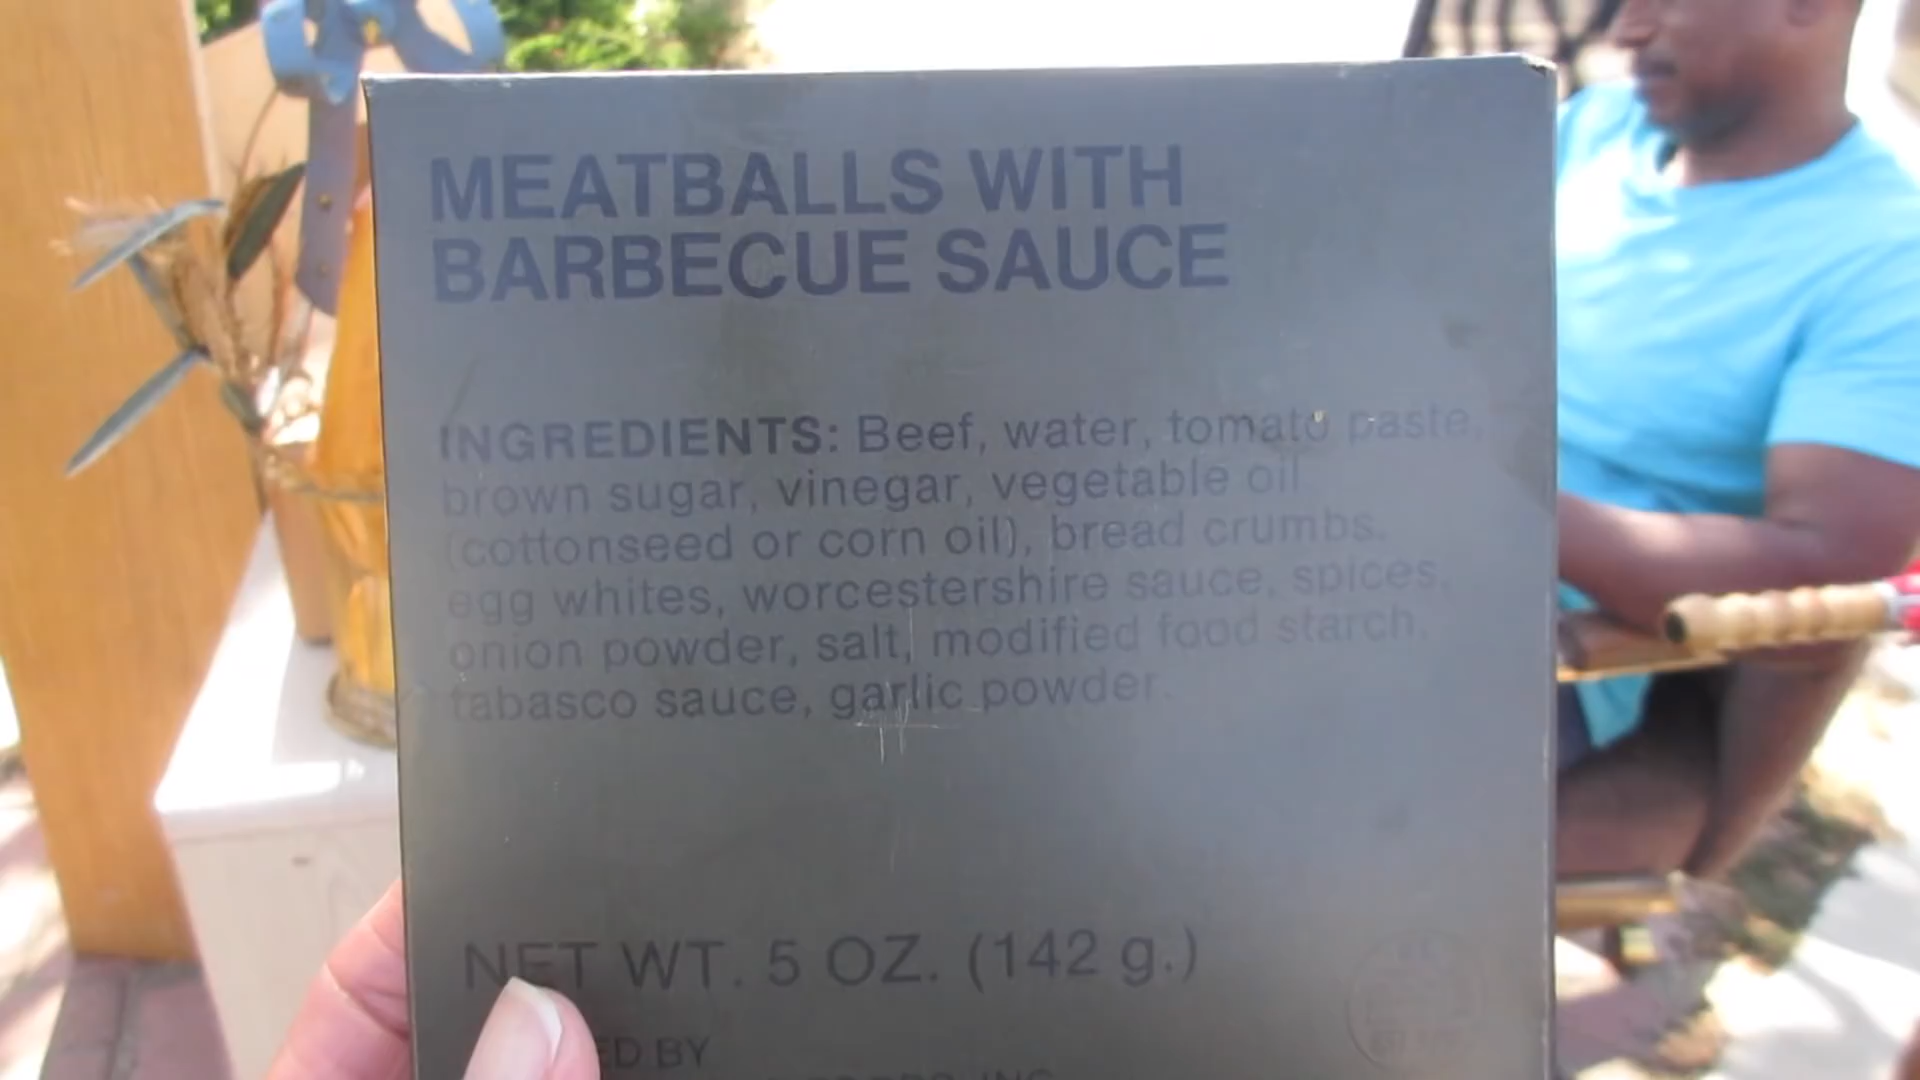 MEATBALLS WITH
BARBECUE SAUCE
INGREDIENTS: Beef, water, tomato paste,
brown sugar, vinegar, vegetable oil
(cottonseed or corn oil), bread crumbs,
egg whites, worcestershire sauce, spices,
onion powder, salt, modified food starch,
tabasco sauce, garlic powder.
NET WT. 5 OZ. (142 g.)
BY
INC.